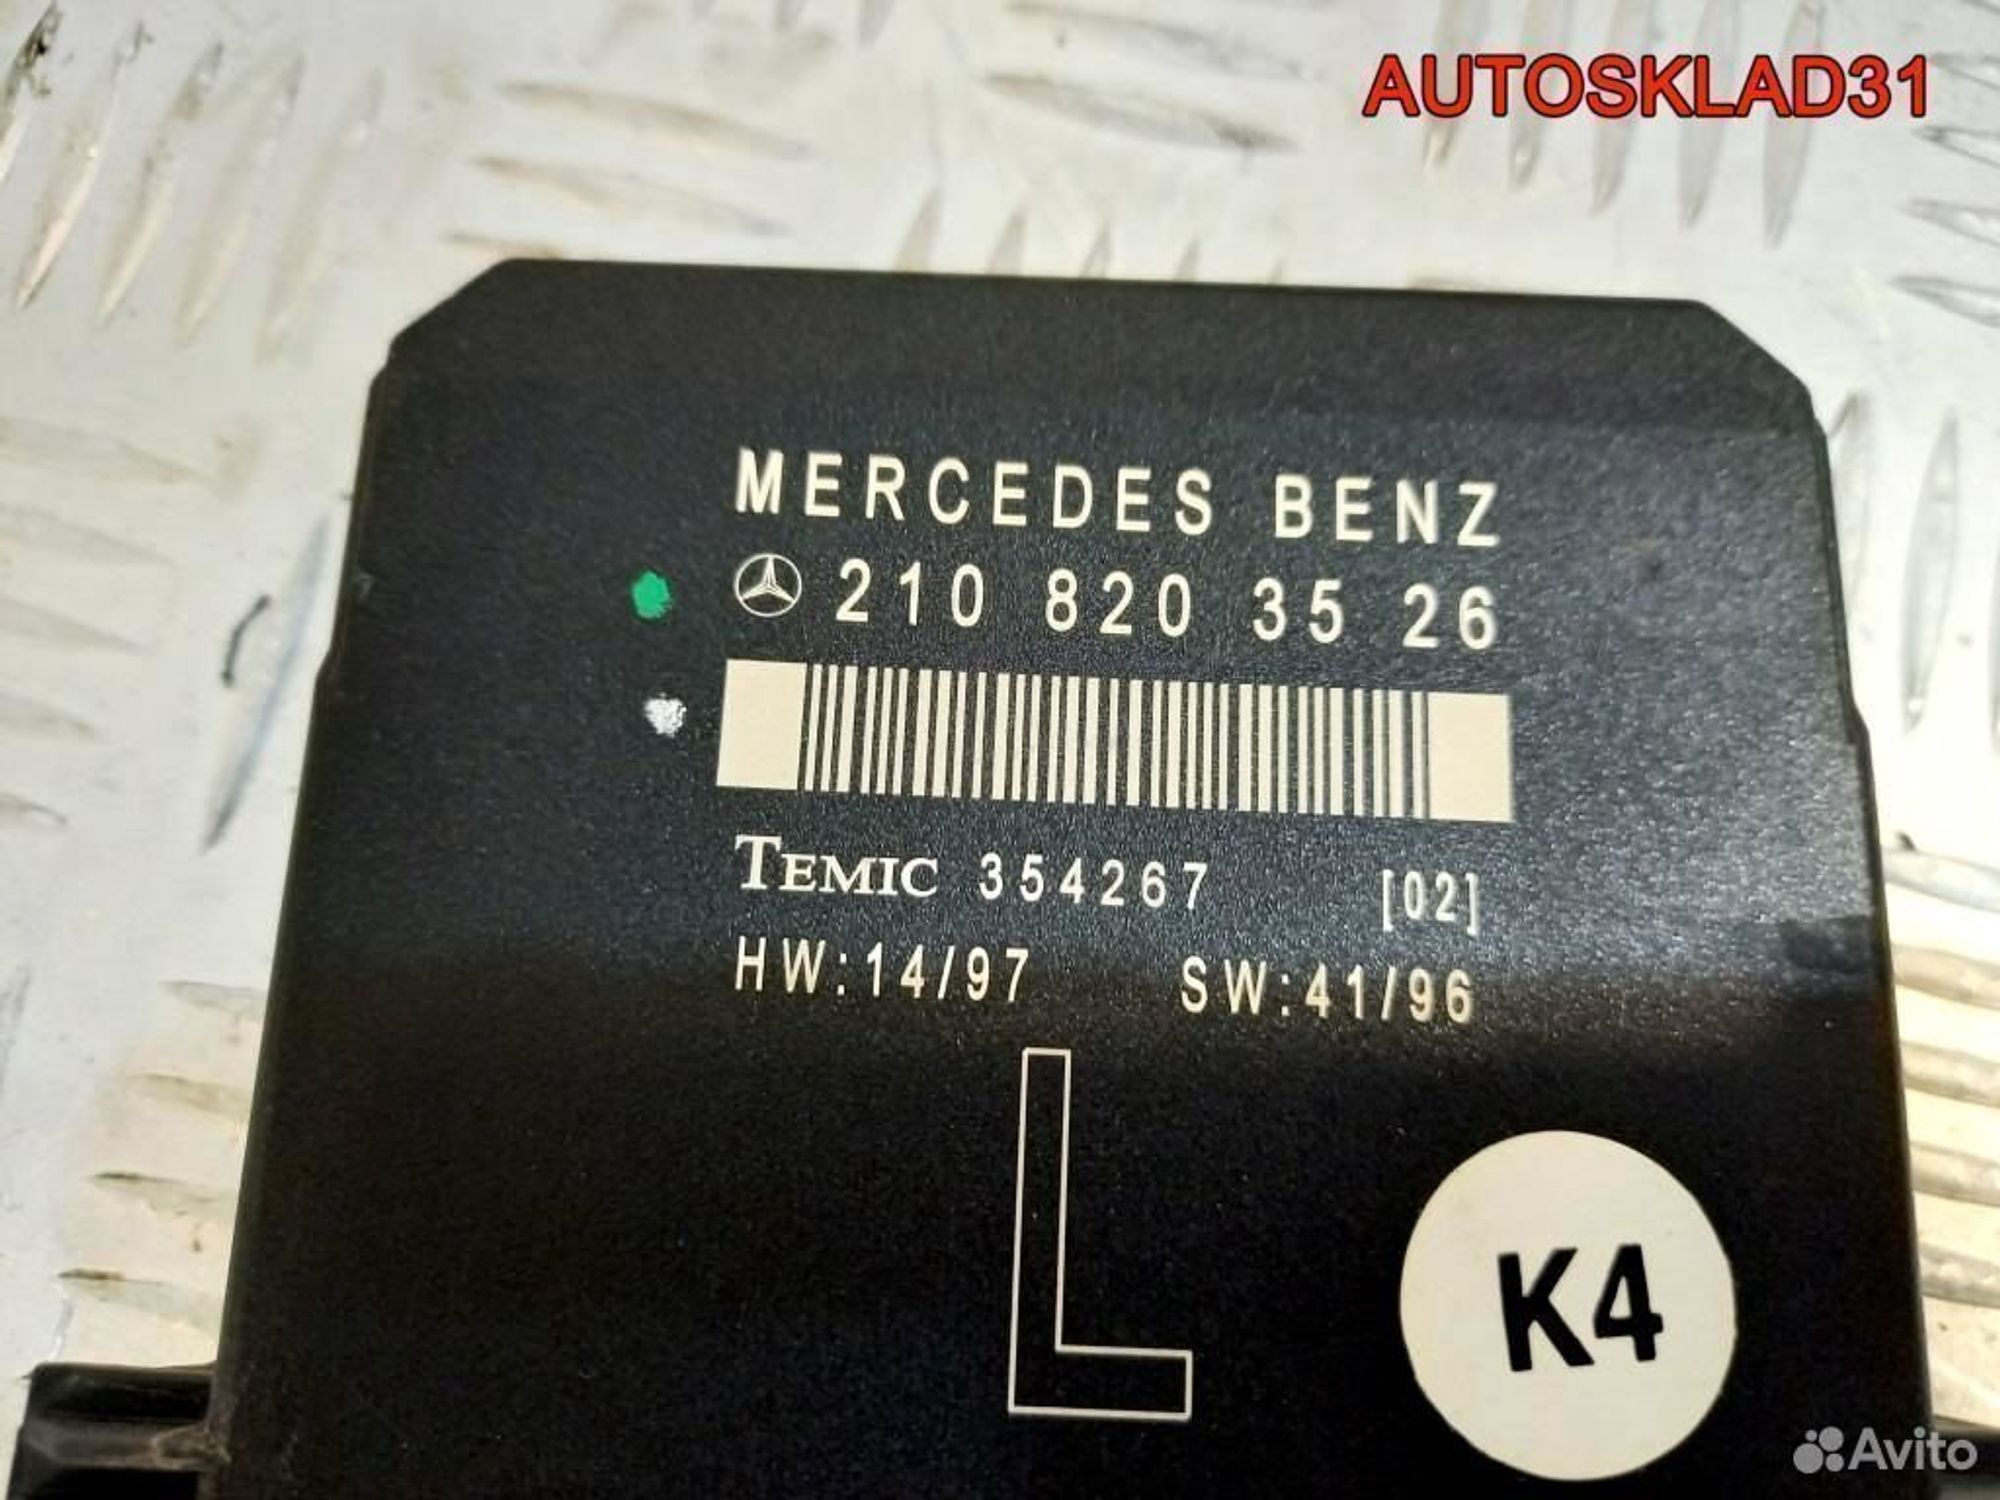 AUTOSKLAD31
MERCEDES BENZ
210 820 35 26
TEMIC 354267 [02]
HW:14/97 SW:41/96
L
K4
Avito